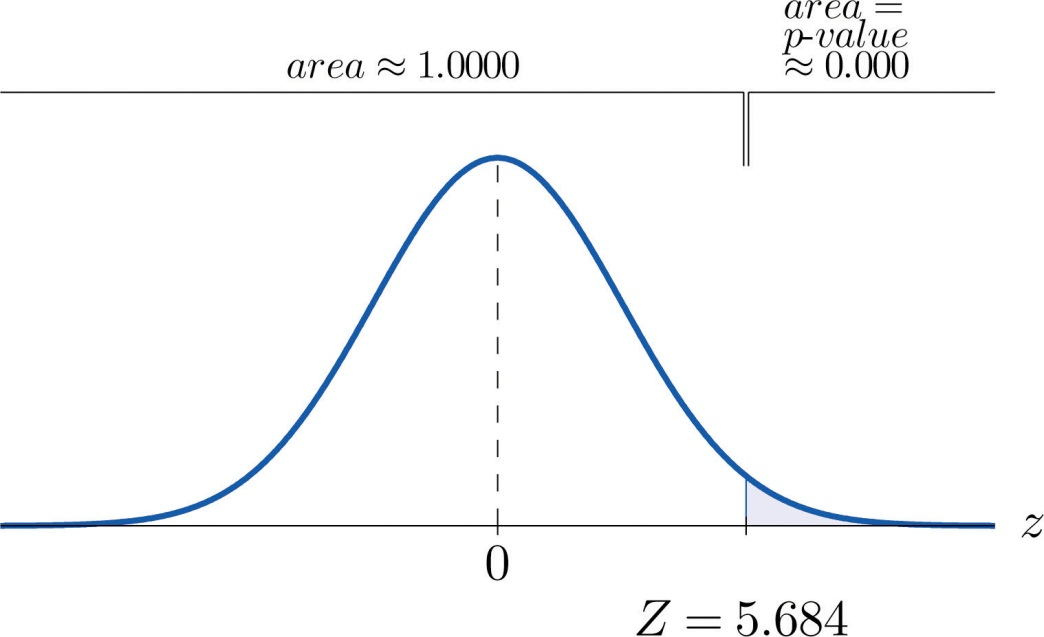 area =
p-value
area ≈ 1.0000
≈ 0.000
z
0
Z = 5.684